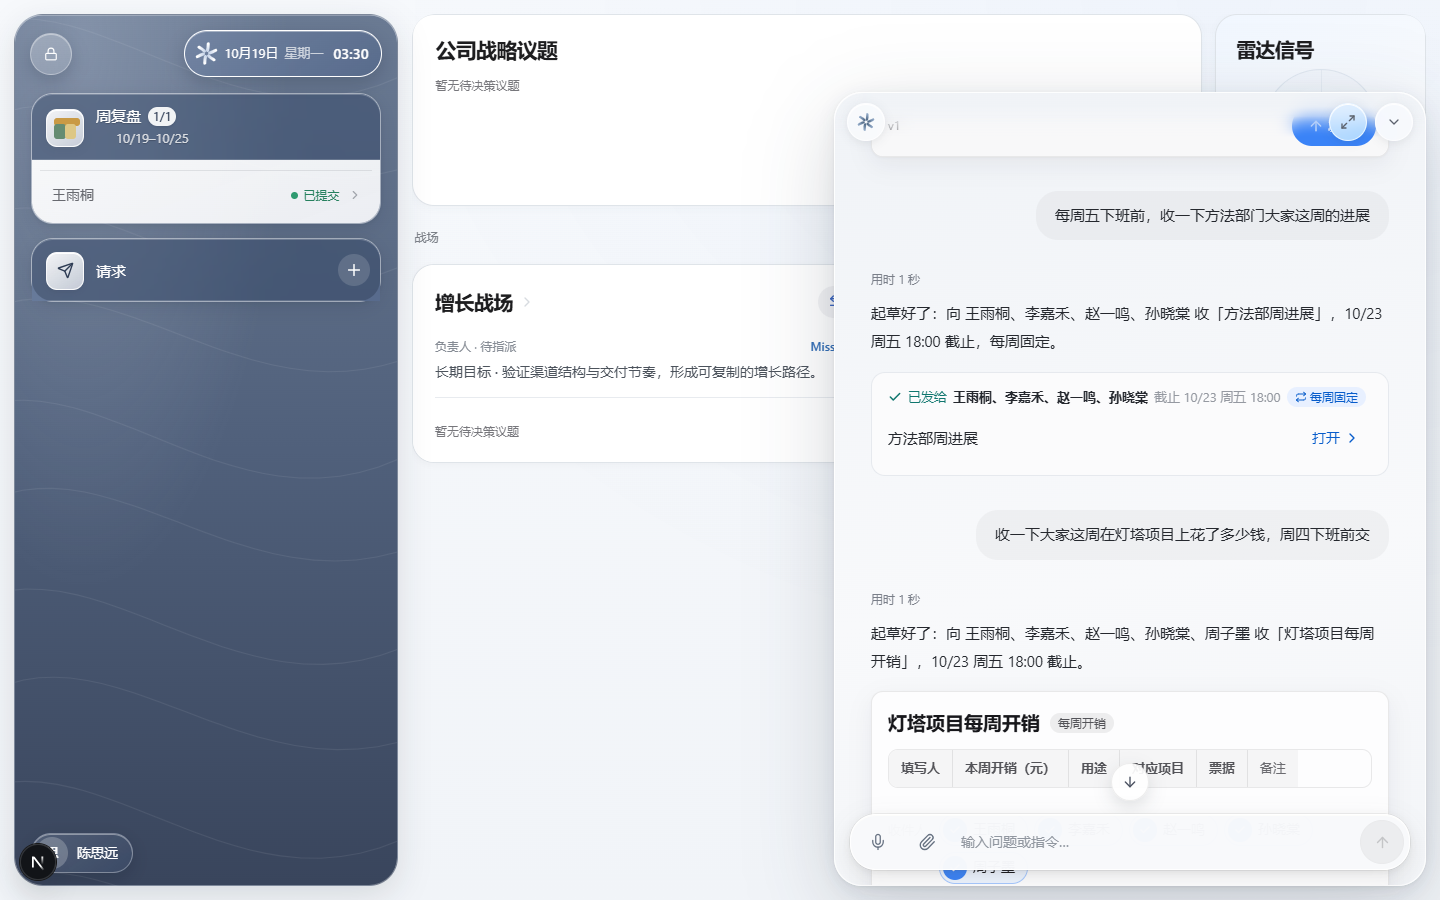 10月19日 星期一 03:30
周复盘 1/1
10/19–10/25
王雨桐
已提交
请求
陈思远
N
公司战略议题
暂无待决策议题
战场
增长战场
负责人 · 待指派
Miss
长期目标 · 验证渠道结构与交付节奏，形成可复制的增长路径。
暂无待决策议题
雷达信号
v1
每周五下班前，收一下方法部门大家这周的进展
用时 1 秒
起草好了：向 王雨桐、李嘉禾、赵一鸣、孙晓棠 收「方法部周进展」，10/23
周五 18:00 截止，每周固定。
已发给 王雨桐、李嘉禾、赵一鸣、孙晓棠 截止 10/23 周五 18:00 每周固定
方法部周进展
打开
收一下大家这周在灯塔项目上花了多少钱，周四下班前交
用时 1 秒
起草好了：向 王雨桐、李嘉禾、赵一鸣、孙晓棠、周子墨 收「灯塔项目每周
开销」，10/23 周五 18:00 截止。
灯塔项目每周开销 每周开销
填写人 本周开销（元） 用途 对应项目 票据 备注
输入问题或指令...
周子墨